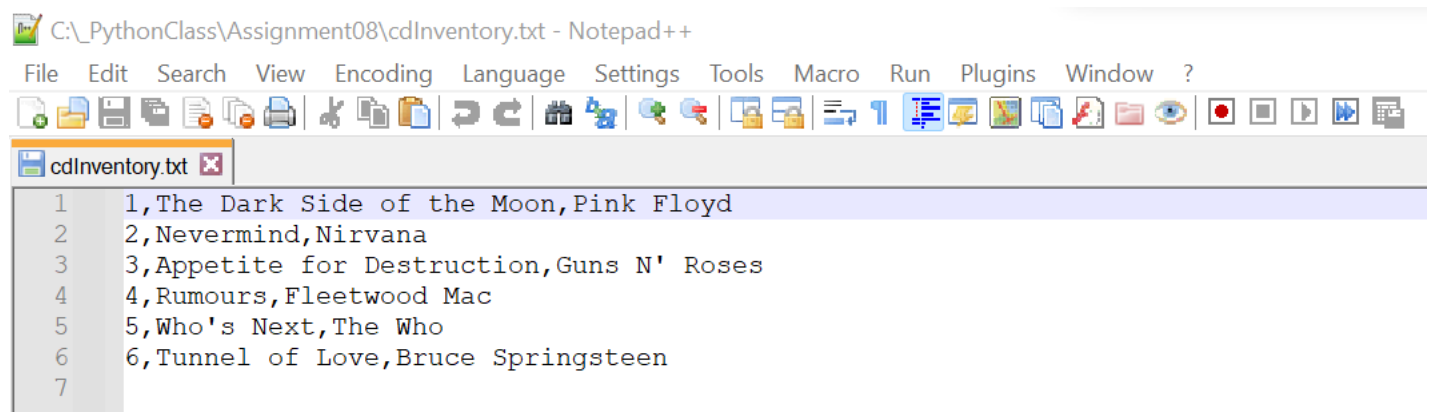 C:\_PythonClass\Assignment08\cdInventory.txt - Notepad++
File Edit Search View Encoding Language Settings Tools Macro Run Plugins Window ?
cdInventory.txt
1 1,The Dark Side of the Moon,Pink Floyd
2 2,Nevermind,Nirvana
3 3,Appetite for Destruction,Guns N' Roses
4 4,Rumours,Fleetwood Mac
5 5,Who's Next,The Who
6 6,Tunnel of Love,Bruce Springsteen
7